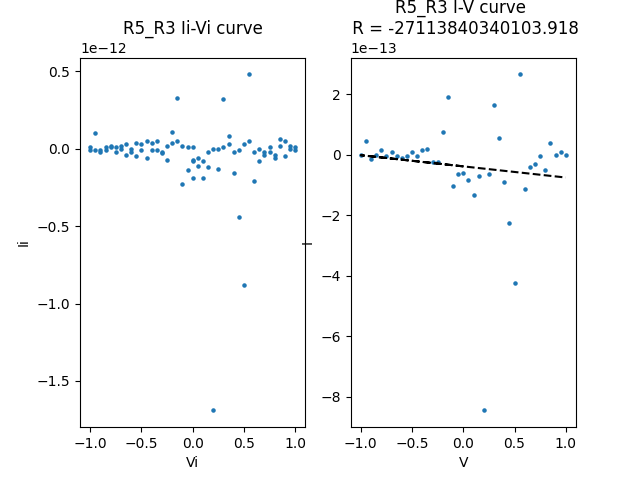 R5_R3 Ii-Vi curve
1e−12
0.5
0.0
−0.5
−1.0
−1.5
−1.0 −0.5 0.0 0.5 1.0
Vi
Ii
R5_R3 I-V curve
R = -27113840340103.918
1e−13
2
0
−2
−4
−6
−8
−1.0 −0.5 0.0 0.5 1.0
V
I